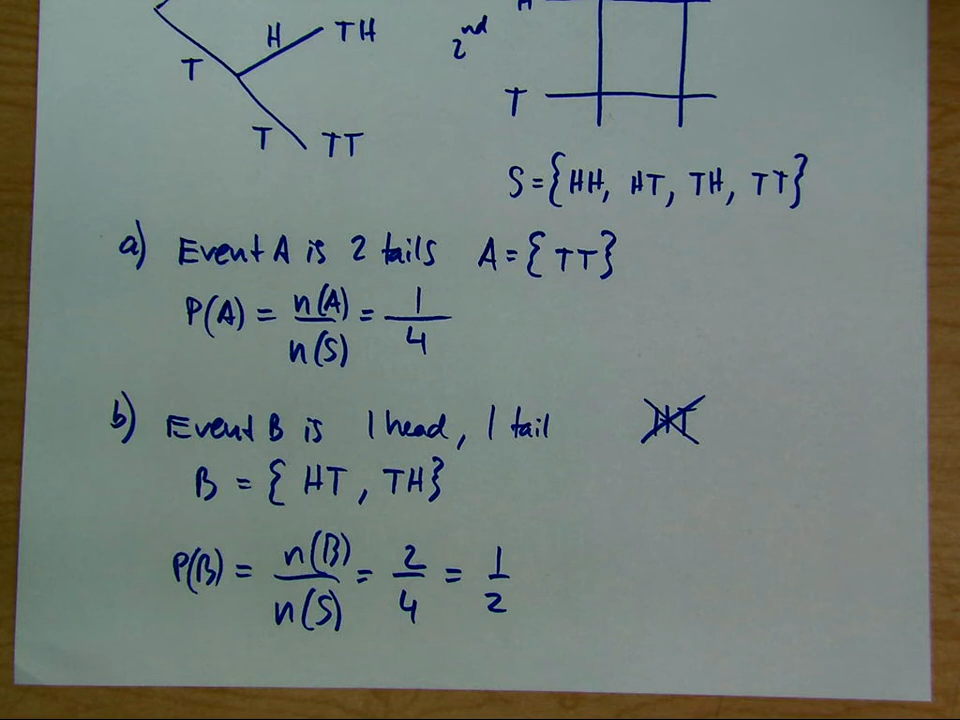 H
H TH
2nd
T
T
T TT
S = {HH, HT, TH, TT}
a) Event A is 2 tails A = {TT}
P(A) = n(A)/n(S) = 1/4
b) Event B is 1 head, 1 tail
B = {HT, TH}
P(B) = n(B)/n(S) = 2/4 = 1/2